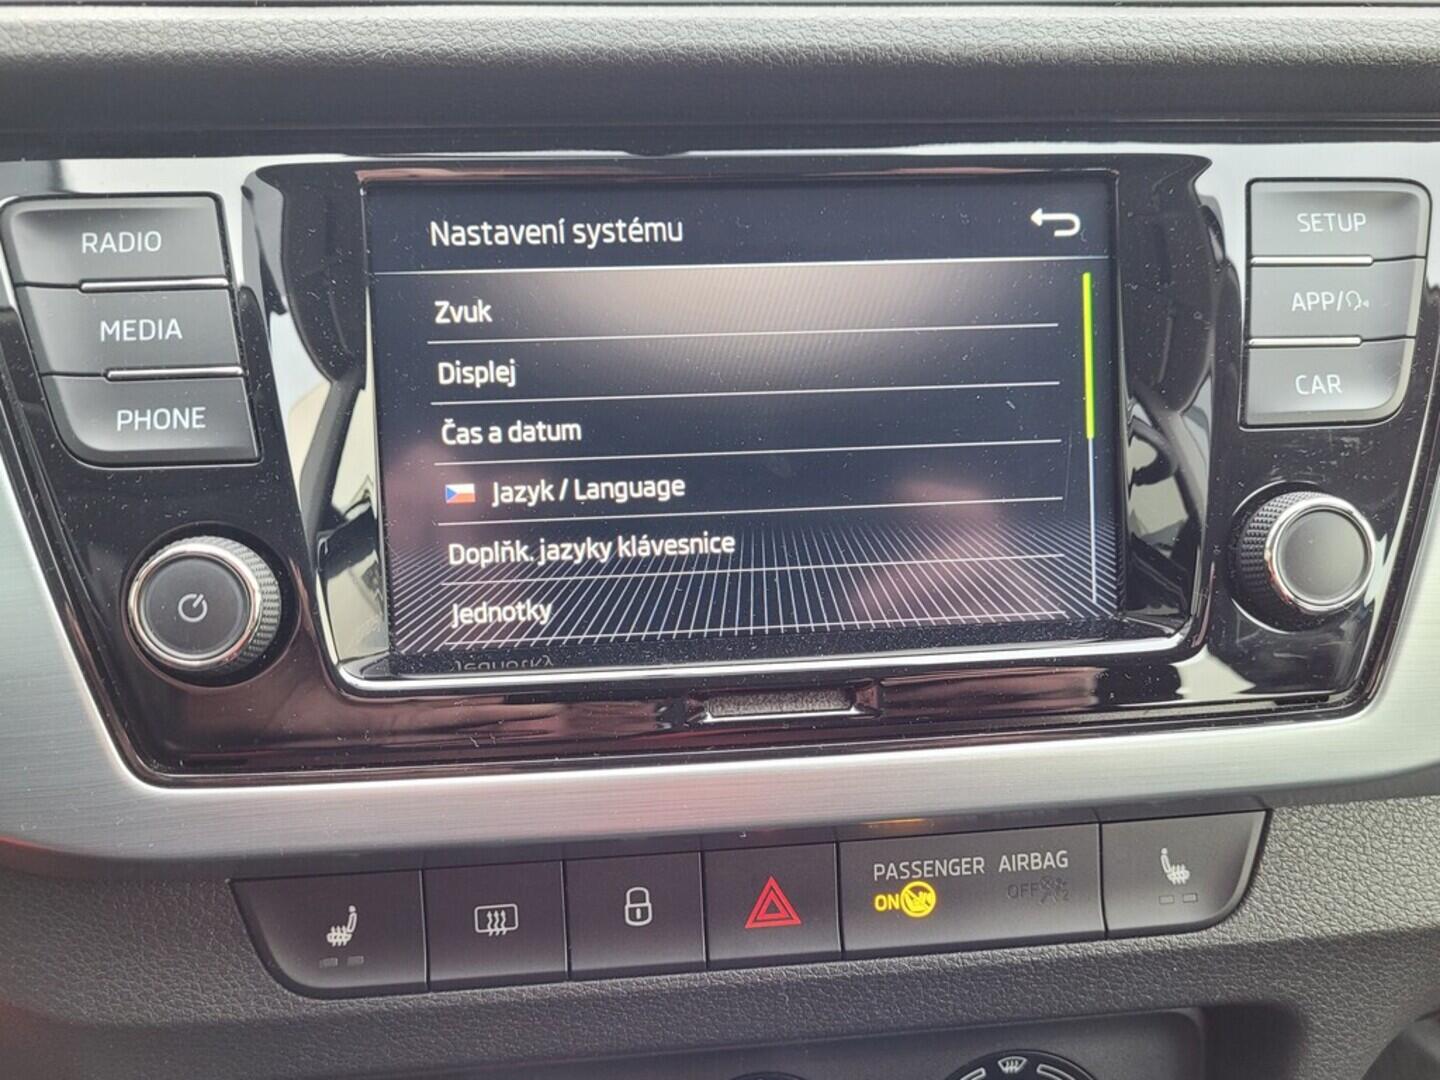 RADIO
MEDIA
PHONE
Nastavení systému
Zvuk
Displej
Čas a datum
Jazyk / Language
Doplňk. jazyky klávesnice
Jednotky
SETUP
APP/
CAR
PASSENGER AIRBAG
ON OFF